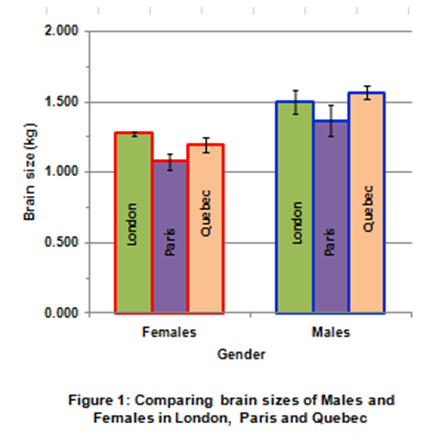 2.000
1.500
1.000
0.500
0.000
Brain size(kg)
London
Paris
Quebec
London
Paris
Quebec
Females
Males
Gender
Figure 1: Comparing brain sizes of Males and
Females in London, Paris and Quebec